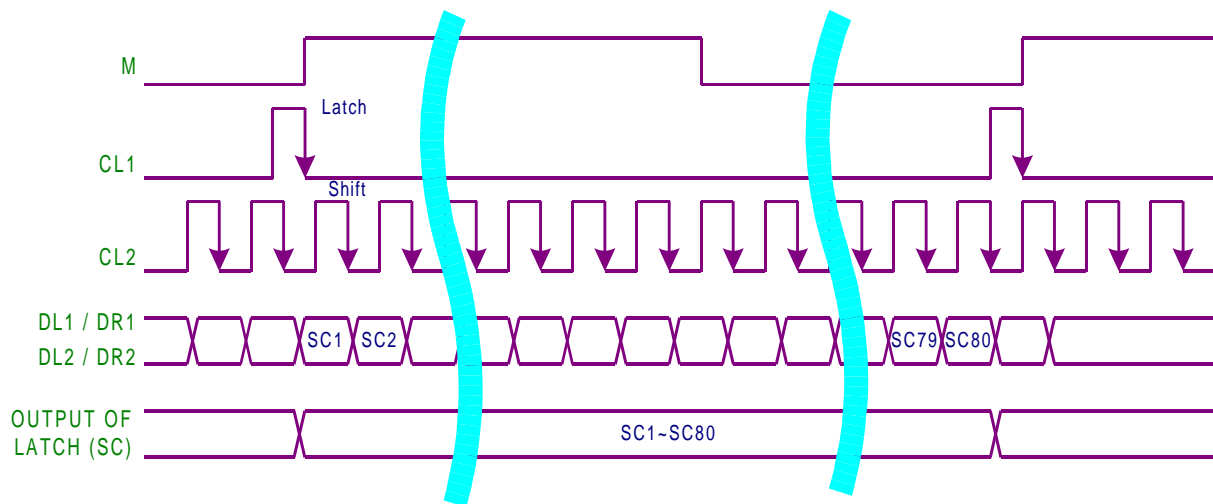 M
Latch
CL1
Shift
CL2
DL1 / DR1
SC1 SC2 SC79 SC80
DL2 / DR2
OUTPUT OF
LATCH (SC)
SC1~SC80